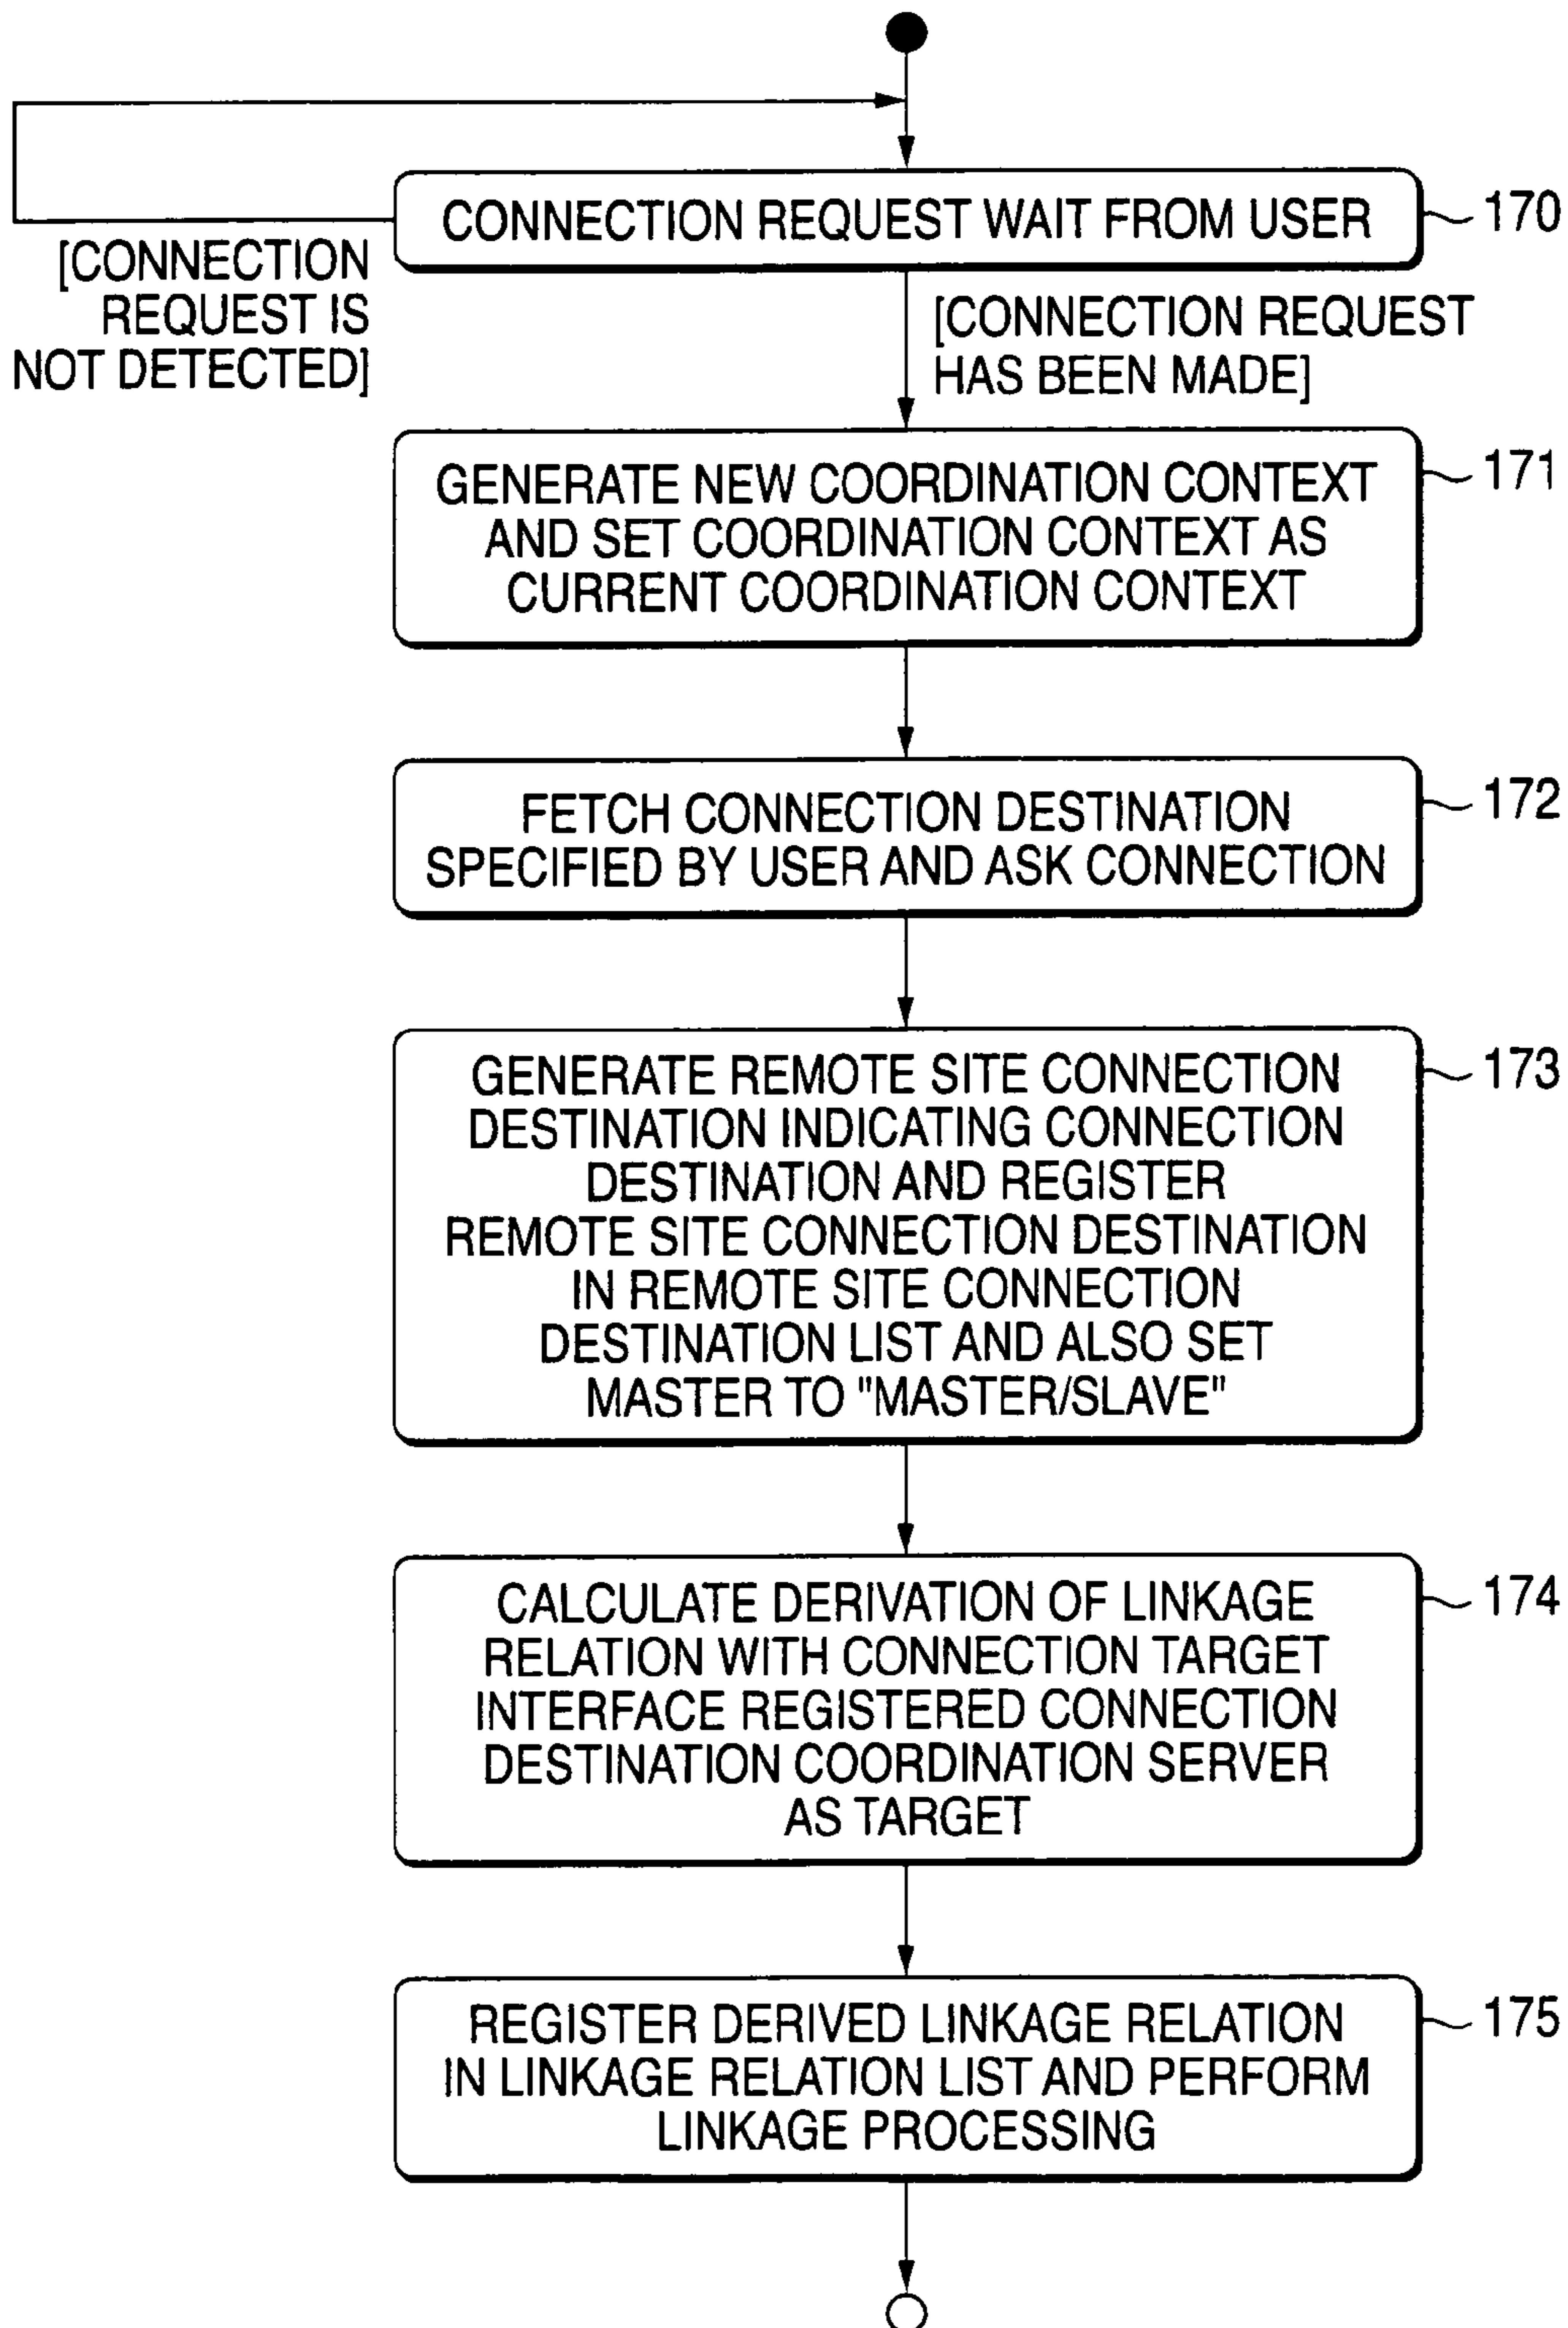 CONNECTION REQUEST WAIT FROM USER
170
[CONNECTION
REQUEST IS
NOT DETECTED]
[CONNECTION REQUEST
HAS BEEN MADE]
GENERATE NEW COORDINATION CONTEXT
AND SET COORDINATION CONTEXT AS
CURRENT COORDINATION CONTEXT
171
FETCH CONNECTION DESTINATION
SPECIFIED BY USER AND ASK CONNECTION
172
GENERATE REMOTE SITE CONNECTION
DESTINATION INDICATING CONNECTION
DESTINATION AND REGISTER
REMOTE SITE CONNECTION DESTINATION
IN REMOTE SITE CONNECTION
DESTINATION LIST AND ALSO SET
MASTER TO "MASTER/SLAVE"
173
CALCULATE DERIVATION OF LINKAGE
RELATION WITH CONNECTION TARGET
INTERFACE REGISTERED CONNECTION
DESTINATION COORDINATION SERVER
AS TARGET
174
REGISTER DERIVED LINKAGE RELATION
IN LINKAGE RELATION LIST AND PERFORM
LINKAGE PROCESSING
175